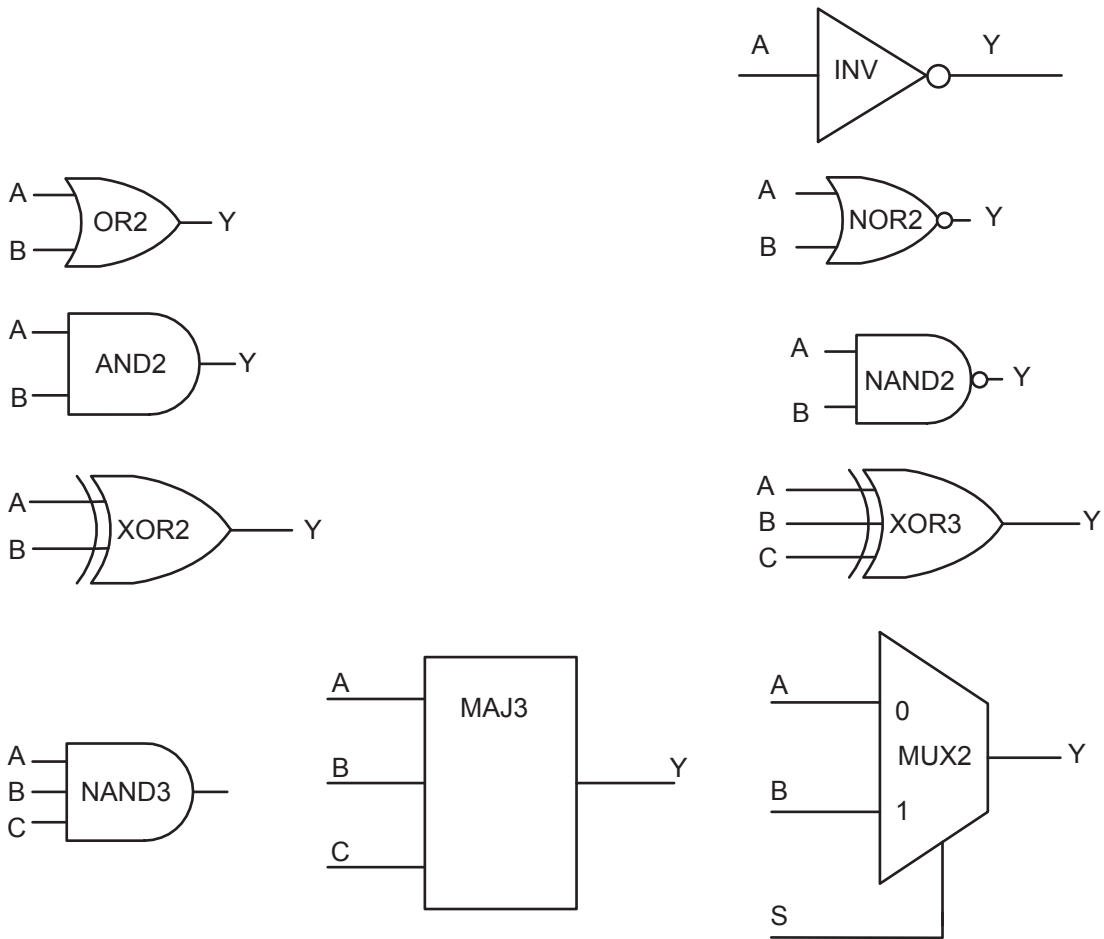 A INV Y
A OR2 Y
B
A NOR2 Y
B
A AND2 Y
B
A NAND2 Y
B
A XOR2 Y
B
A XOR3 Y
B
C
A
B NAND3
C
A MAJ3
B Y
C
A 0
MUX2 Y
B 1
S